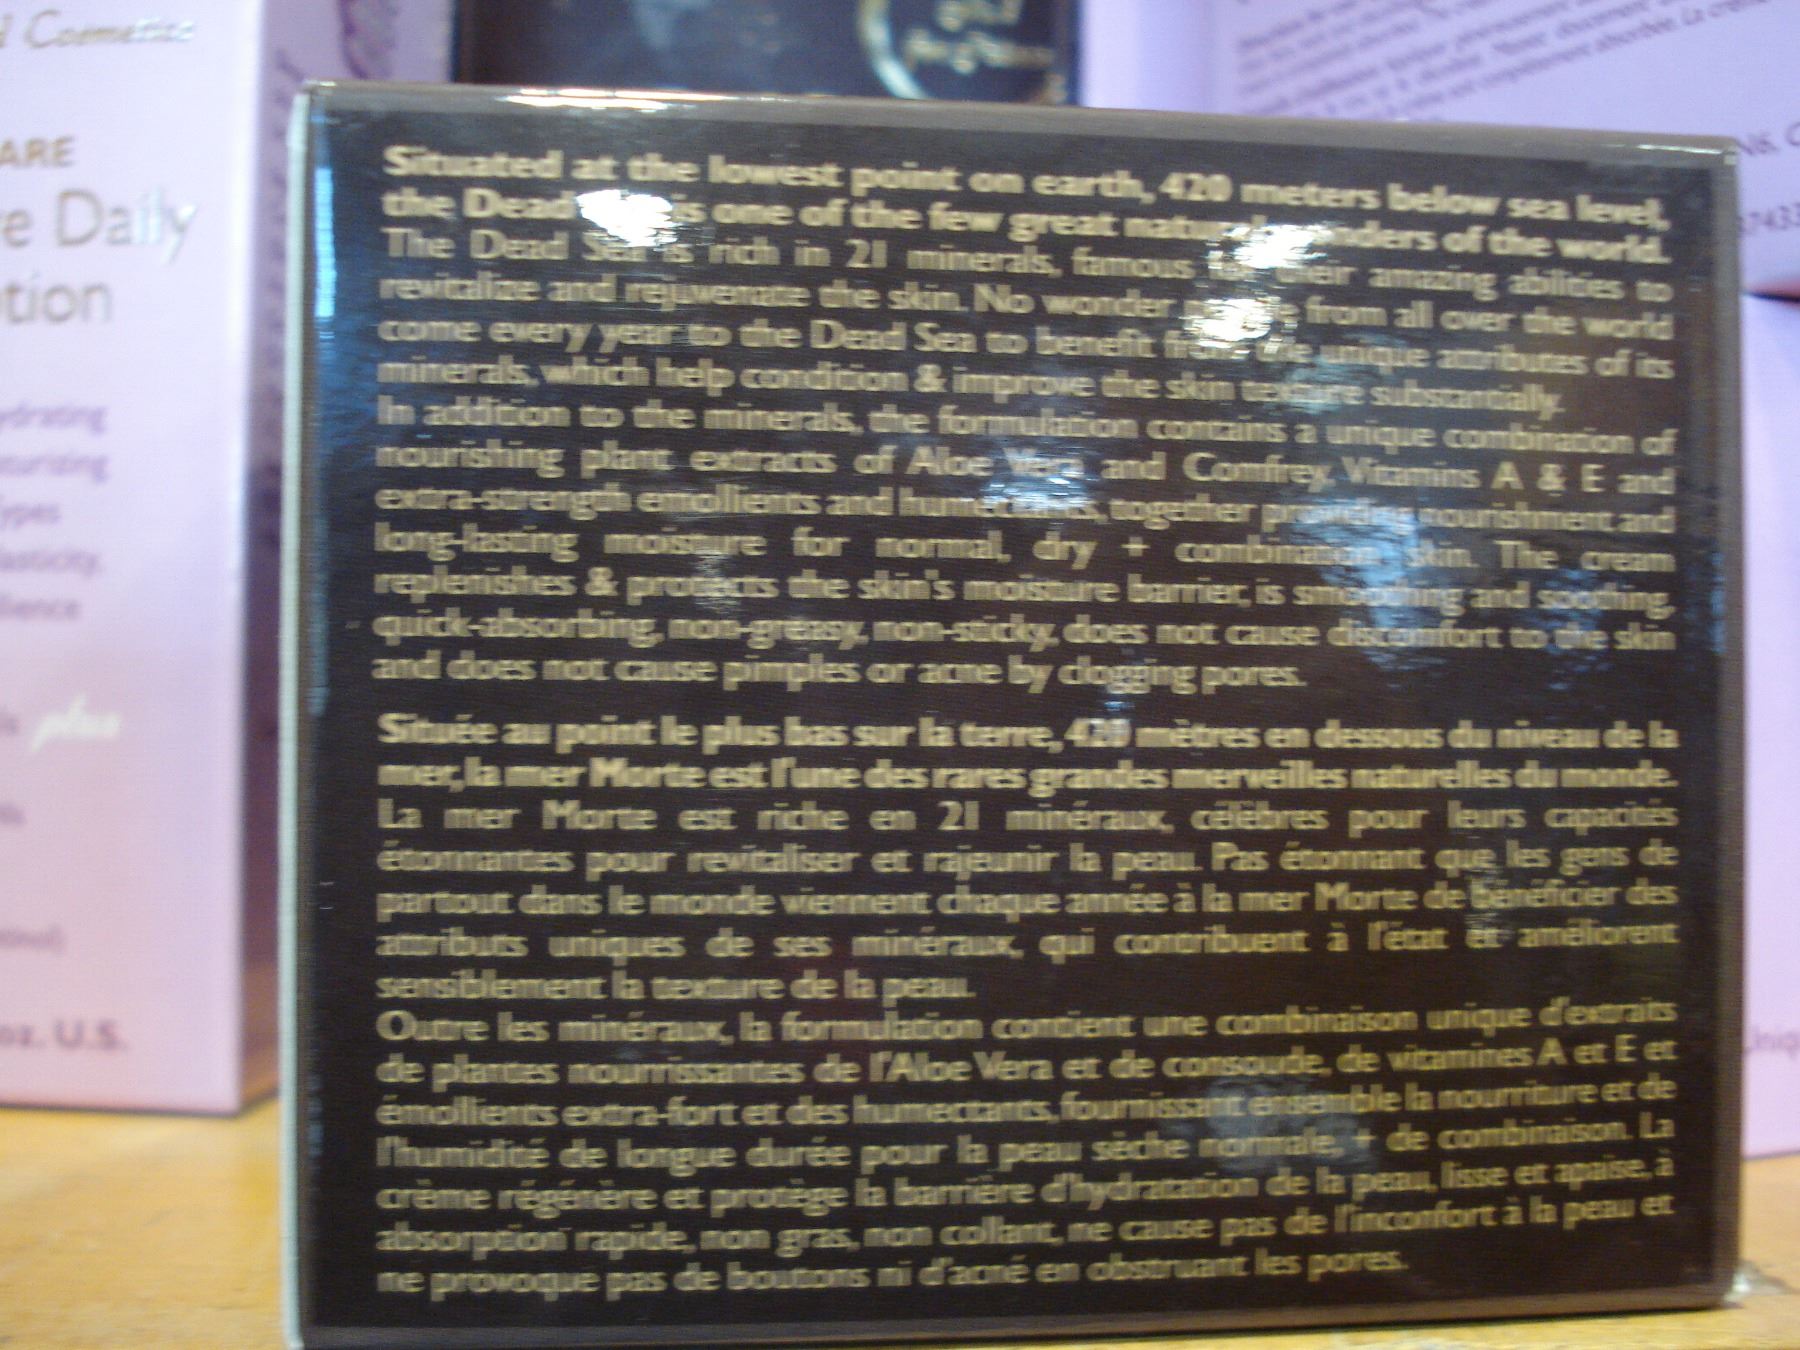 Cosmetics
ARE
Daily
plus
oz. U.S.
Situated at the lowest point on earth, 420 meters below sea level,
the Dead is one of the few great natural wonders of the world.
The Dead Sea is rich in 21 minerals, famous their amazing abilities to
revitalize and rejuvenate the skin. No wonder from all over the world
come every year to the Dead Sea to benefit from the unique attributes of its
minerals, which help condition & improve the skin texture substantially.
In addition to the minerals, the formulation contains a unique combination of
nourishing plant extracts of Aloe Vera and Comfrey, Vitamins A & E and
extra-strength emollients and humectants, together providing nourishment and
long-lasting moisture for normal, dry + combination skin. The cream
replenishes & protects the skin's moisture barrier, is smoothing and soothing,
quick-absorbing, non-greasy, non-sticky, does not cause discomfort to the skin
and does not cause pimples or acne by clogging pores.
Située au point le plus bas sur la terre, 420 mètres en dessous du niveau de la
mer, la mer Morte est l'une des rares grandes merveilles naturelles du monde.
La mer Morte est riche en 21 minéraux, célèbres pour leurs capacités
étonnantes pour revitaliser et rajeunir la peau. Pas étonnant que les gens de
partout dans le monde viennent chaque année à la mer Morte de bénéficier des
attributs uniques de ses minéraux, qui contribuent à l'état et améliorent
sensiblement la texture de la peau.
Outre les minéraux, la formulation contient une combinaison unique d'extraits
de plantes nourrissantes de l'Aloe Vera et de consoude, de vitamines A et E et
émollients extra-fort et des humectants, fournissant ensemble la nourriture et de
l'humidité de longue durée pour la peau sèche normale, + de combinaison. La
crème régénère et protège la barrière d'hydratation de la peau, lisse et apaise, à
absorption rapide, non gras, non collant, ne cause pas de l'inconfort à la peau et
ne provoque pas de boutons ni d'acné en obstruant les pores.